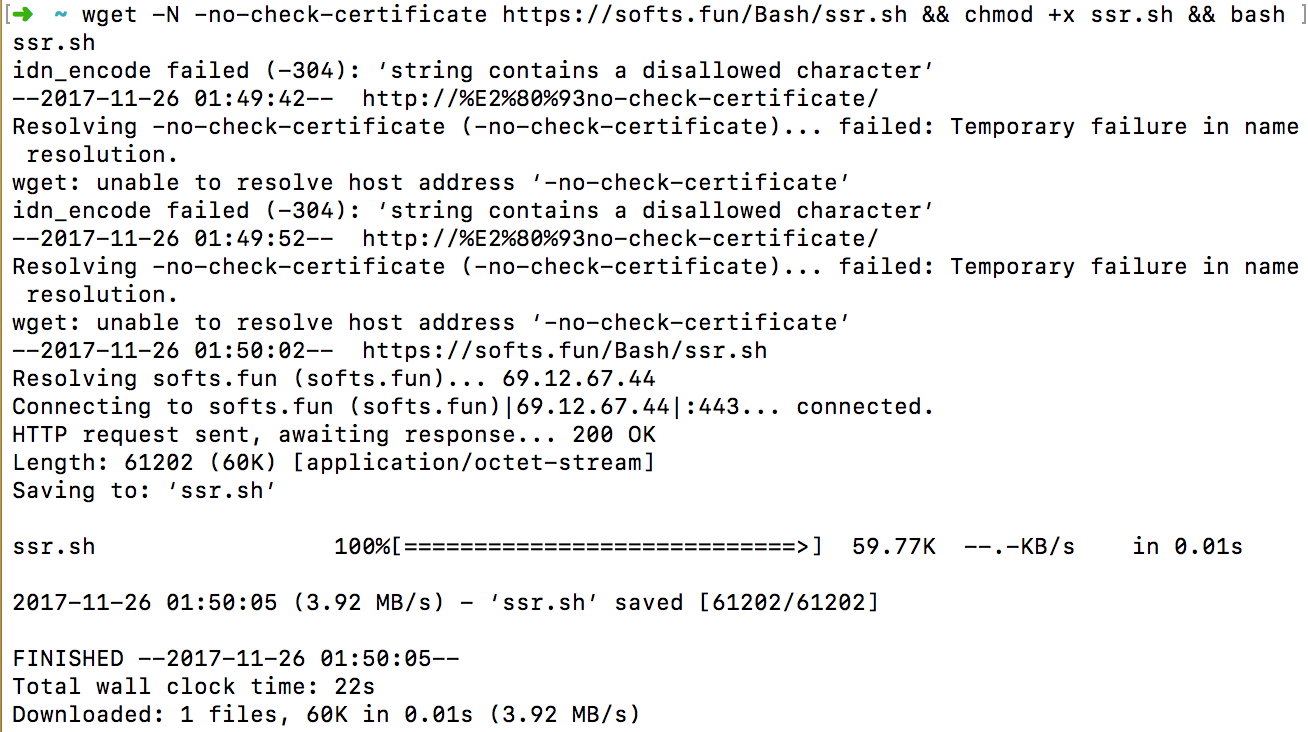 [➜  ~ wget -N –no-check-certificate https://softs.fun/Bash/ssr.sh && chmod +x ssr.sh && bash ]
ssr.sh
idn_encode failed (-304): ‘string contains a disallowed character’
--2017-11-26 01:49:42--  http://%E2%80%93no-check-certificate/
Resolving –no-check-certificate (–no-check-certificate)... failed: Temporary failure in name
 resolution.
wget: unable to resolve host address ‘–no-check-certificate’
idn_encode failed (-304): ‘string contains a disallowed character’
--2017-11-26 01:49:52--  http://%E2%80%93no-check-certificate/
Resolving –no-check-certificate (–no-check-certificate)... failed: Temporary failure in name
 resolution.
wget: unable to resolve host address ‘–no-check-certificate’
--2017-11-26 01:50:02--  https://softs.fun/Bash/ssr.sh
Resolving softs.fun (softs.fun)... 69.12.67.44
Connecting to softs.fun (softs.fun)|69.12.67.44|:443... connected.
HTTP request sent, awaiting response... 200 OK
Length: 61202 (60K) [application/octet-stream]
Saving to: ‘ssr.sh’
ssr.sh                 100%[============================>]  59.77K  --.-KB/s    in 0.01s
2017-11-26 01:50:05 (3.92 MB/s) - ‘ssr.sh’ saved [61202/61202]
FINISHED --2017-11-26 01:50:05--
Total wall clock time: 22s
Downloaded: 1 files, 60K in 0.01s (3.92 MB/s)